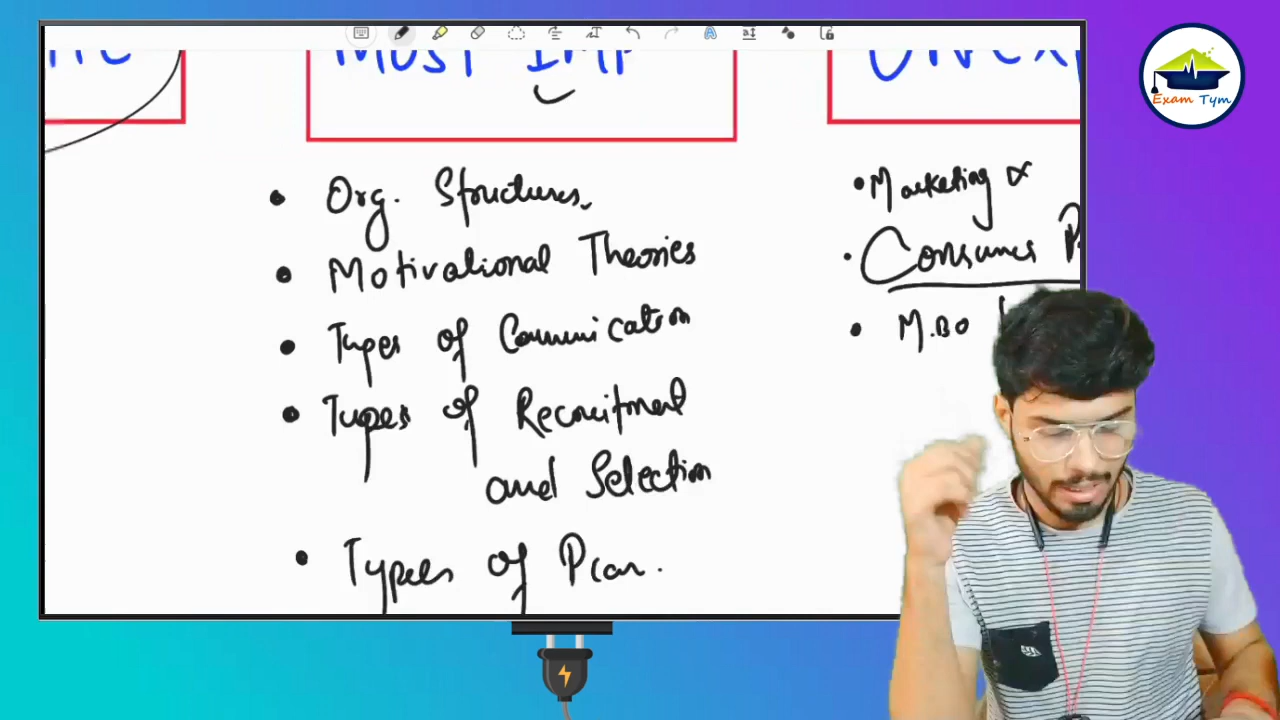 MOST IMP
Org. Structures,
Motivational Theories
Types of Communication
Types of Recruitment
and Selection
Types of Plan.
Marketing
Consumer P
M.BO
Exam Tym